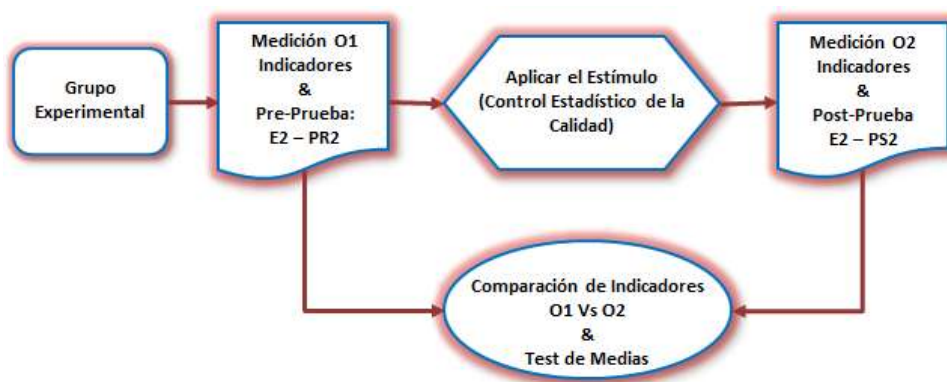 Grupo
Experimental
Medición O1
Indicadores
&
Pre-Prueba:
E2 – PR2
Aplicar el Estímulo
(Control Estadístico de la
Calidad)
Medición O2
Indicadores
&
Post-Prueba
E2 – PS2
Comparación de Indicadores
O1 Vs O2
&
Test de Medias